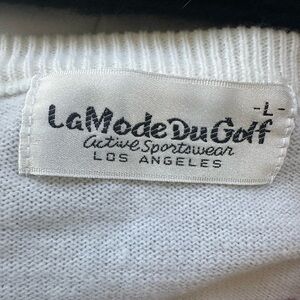 -L-
LaModeDuGolf
Active Sportswear
LOS ANGELES